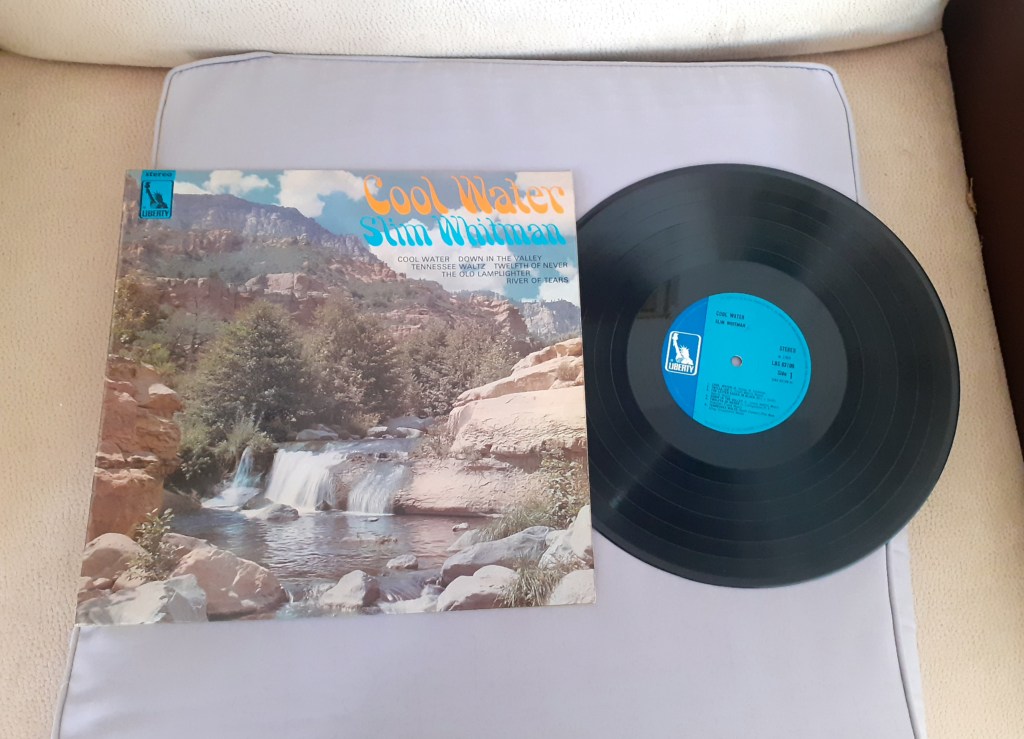 stereo
LIBERTY
Cool Water
Slim Whitman
COOL WATER DOWN IN THE VALLEY
TENNESSEE WALTZ TWELFTH OF NEVER
THE OLD LAMPLIGHTER
RIVER OF TEARS
LIBERTY
COOL WATER
SLIM WHITMAN
STEREO
Side 1